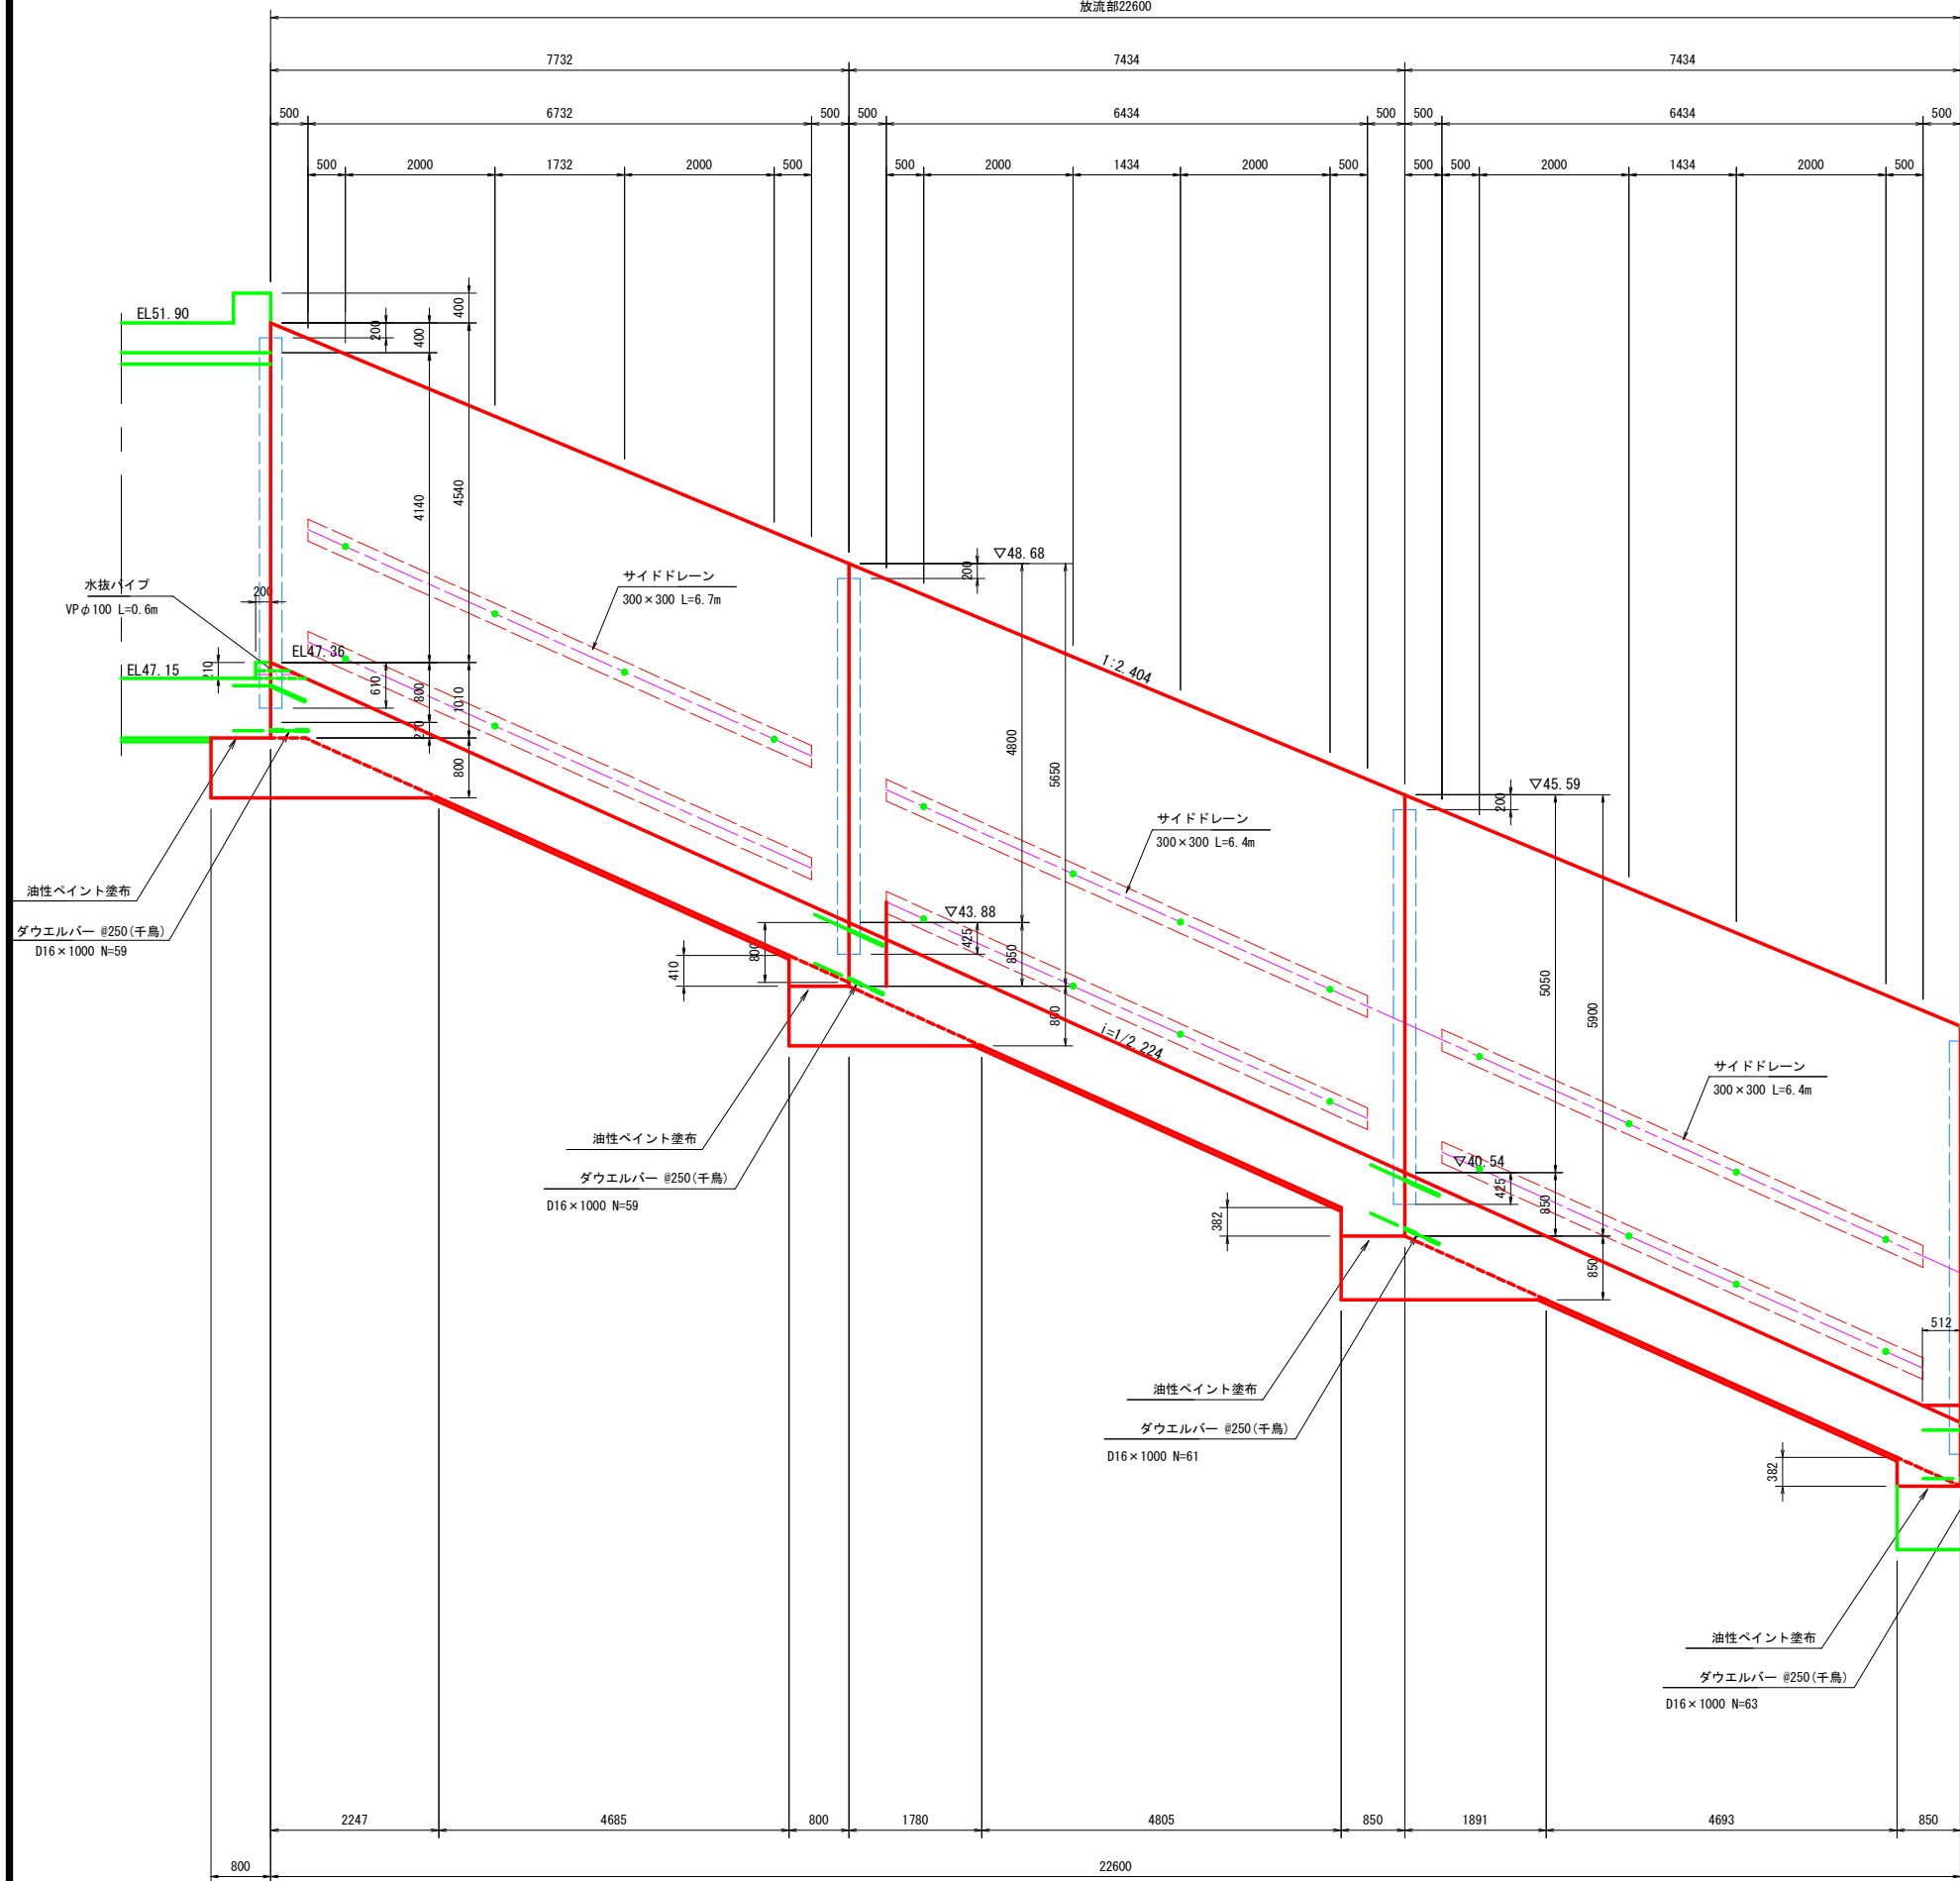 放流部22600
7732
7434
7434
500
6732
500
500
6434
500
500
6434
500
500
2000
1732
2000
500
500
2000
1434
2000
500
500
500
2000
1434
2000
500
EL51.90
400
200
400
4140
4540
▽48.68
200
水抜パイプ
VPφ100 L=0.6m
200
サイドドレーン
300×300 L=6.7m
EL47.36
EL47.15
210
610
800
1010
210
800
1:2.404
4800
5650
▽45.59
200
サイドドレーン
300×300 L=6.4m
油性ペイント塗布
ダウエルバー @250(千鳥)
D16×1000 N=59
▽43.88
425
850
800
410
800
i=1/2.224
5050
5900
サイドドレーン
300×300 L=6.4m
油性ペイント塗布
ダウエルバー @250(千鳥)
D16×1000 N=59
▽40.54
425
850
382
850
512
油性ペイント塗布
ダウエルバー @250(千鳥)
D16×1000 N=61
382
油性ペイント塗布
ダウエルバー @250(千鳥)
D16×1000 N=63
2247
4685
800
1780
4805
850
1891
4693
850
800
22600